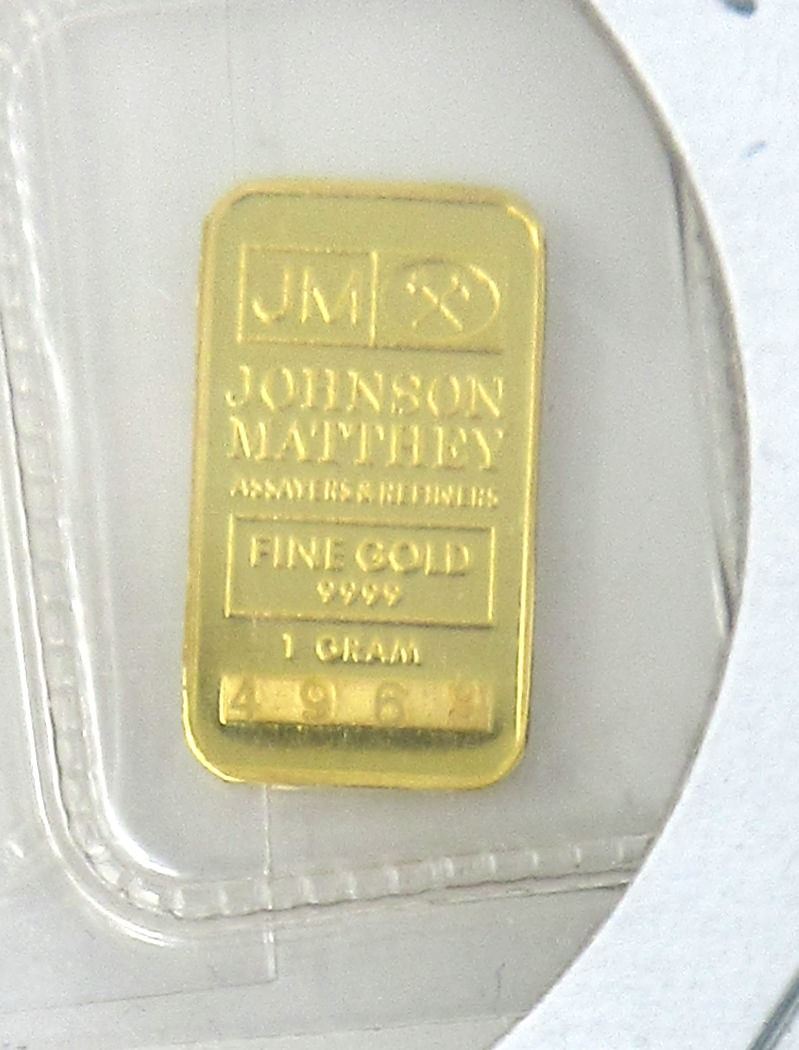 JM
JOHNSON
MATTHEY
ASSAYERS & REFINERS
FINE GOLD
9999
1 GRAM